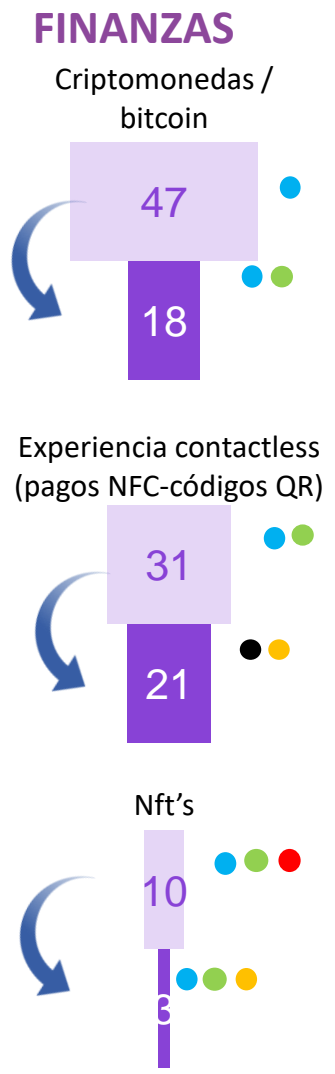 FINANZAS
Criptomonedas /
bitcoin
47
18
Experiencia contactless
(pagos NFC-códigos QR)
31
21
Nft's
10
3